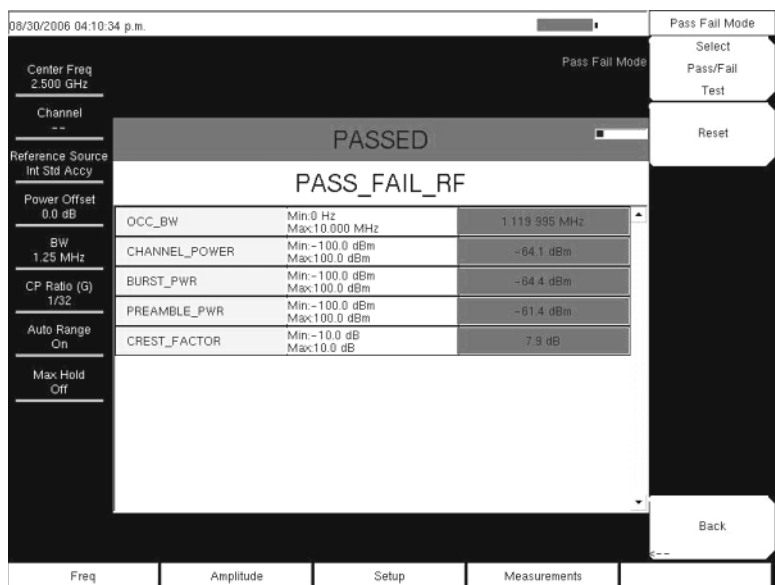 08/30/2006 04:10:34 p.m.
Pass Fail Mode
Select
Pass/Fail
Test
Reset
Back
<--
Pass Fail Mode
Center Freq
2.500 GHz
Channel
--
Reference Source
Int Std Accy
Power Offset
0.0 dB
BW
1.25 MHz
CP Ratio (G)
1/32
Auto Range
On
Max Hold
Off
PASSED
PASS_FAIL_RF
OCC_BW Min:0 Hz 1.119 995 MHz
Max:10.000 MHz
CHANNEL_POWER Min:-100.0 dBm -64.1 dBm
Max:100.0 dBm
BURST_PWR Min:-100.0 dBm -64.4 dBm
Max:100.0 dBm
PREAMBLE_PWR Min:-100.0 dBm -61.4 dBm
Max:100.0 dBm
CREST_FACTOR Min:-10.0 dB 7.9 dB
Max:10.0 dB
Freq Amplitude Setup Measurements